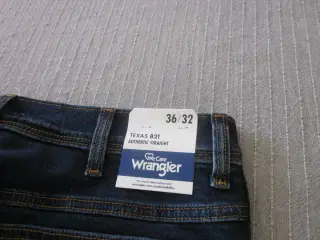 36/32
TEXAS 821
AUTHENTIC STRAIGHT
We Care
Wrangler